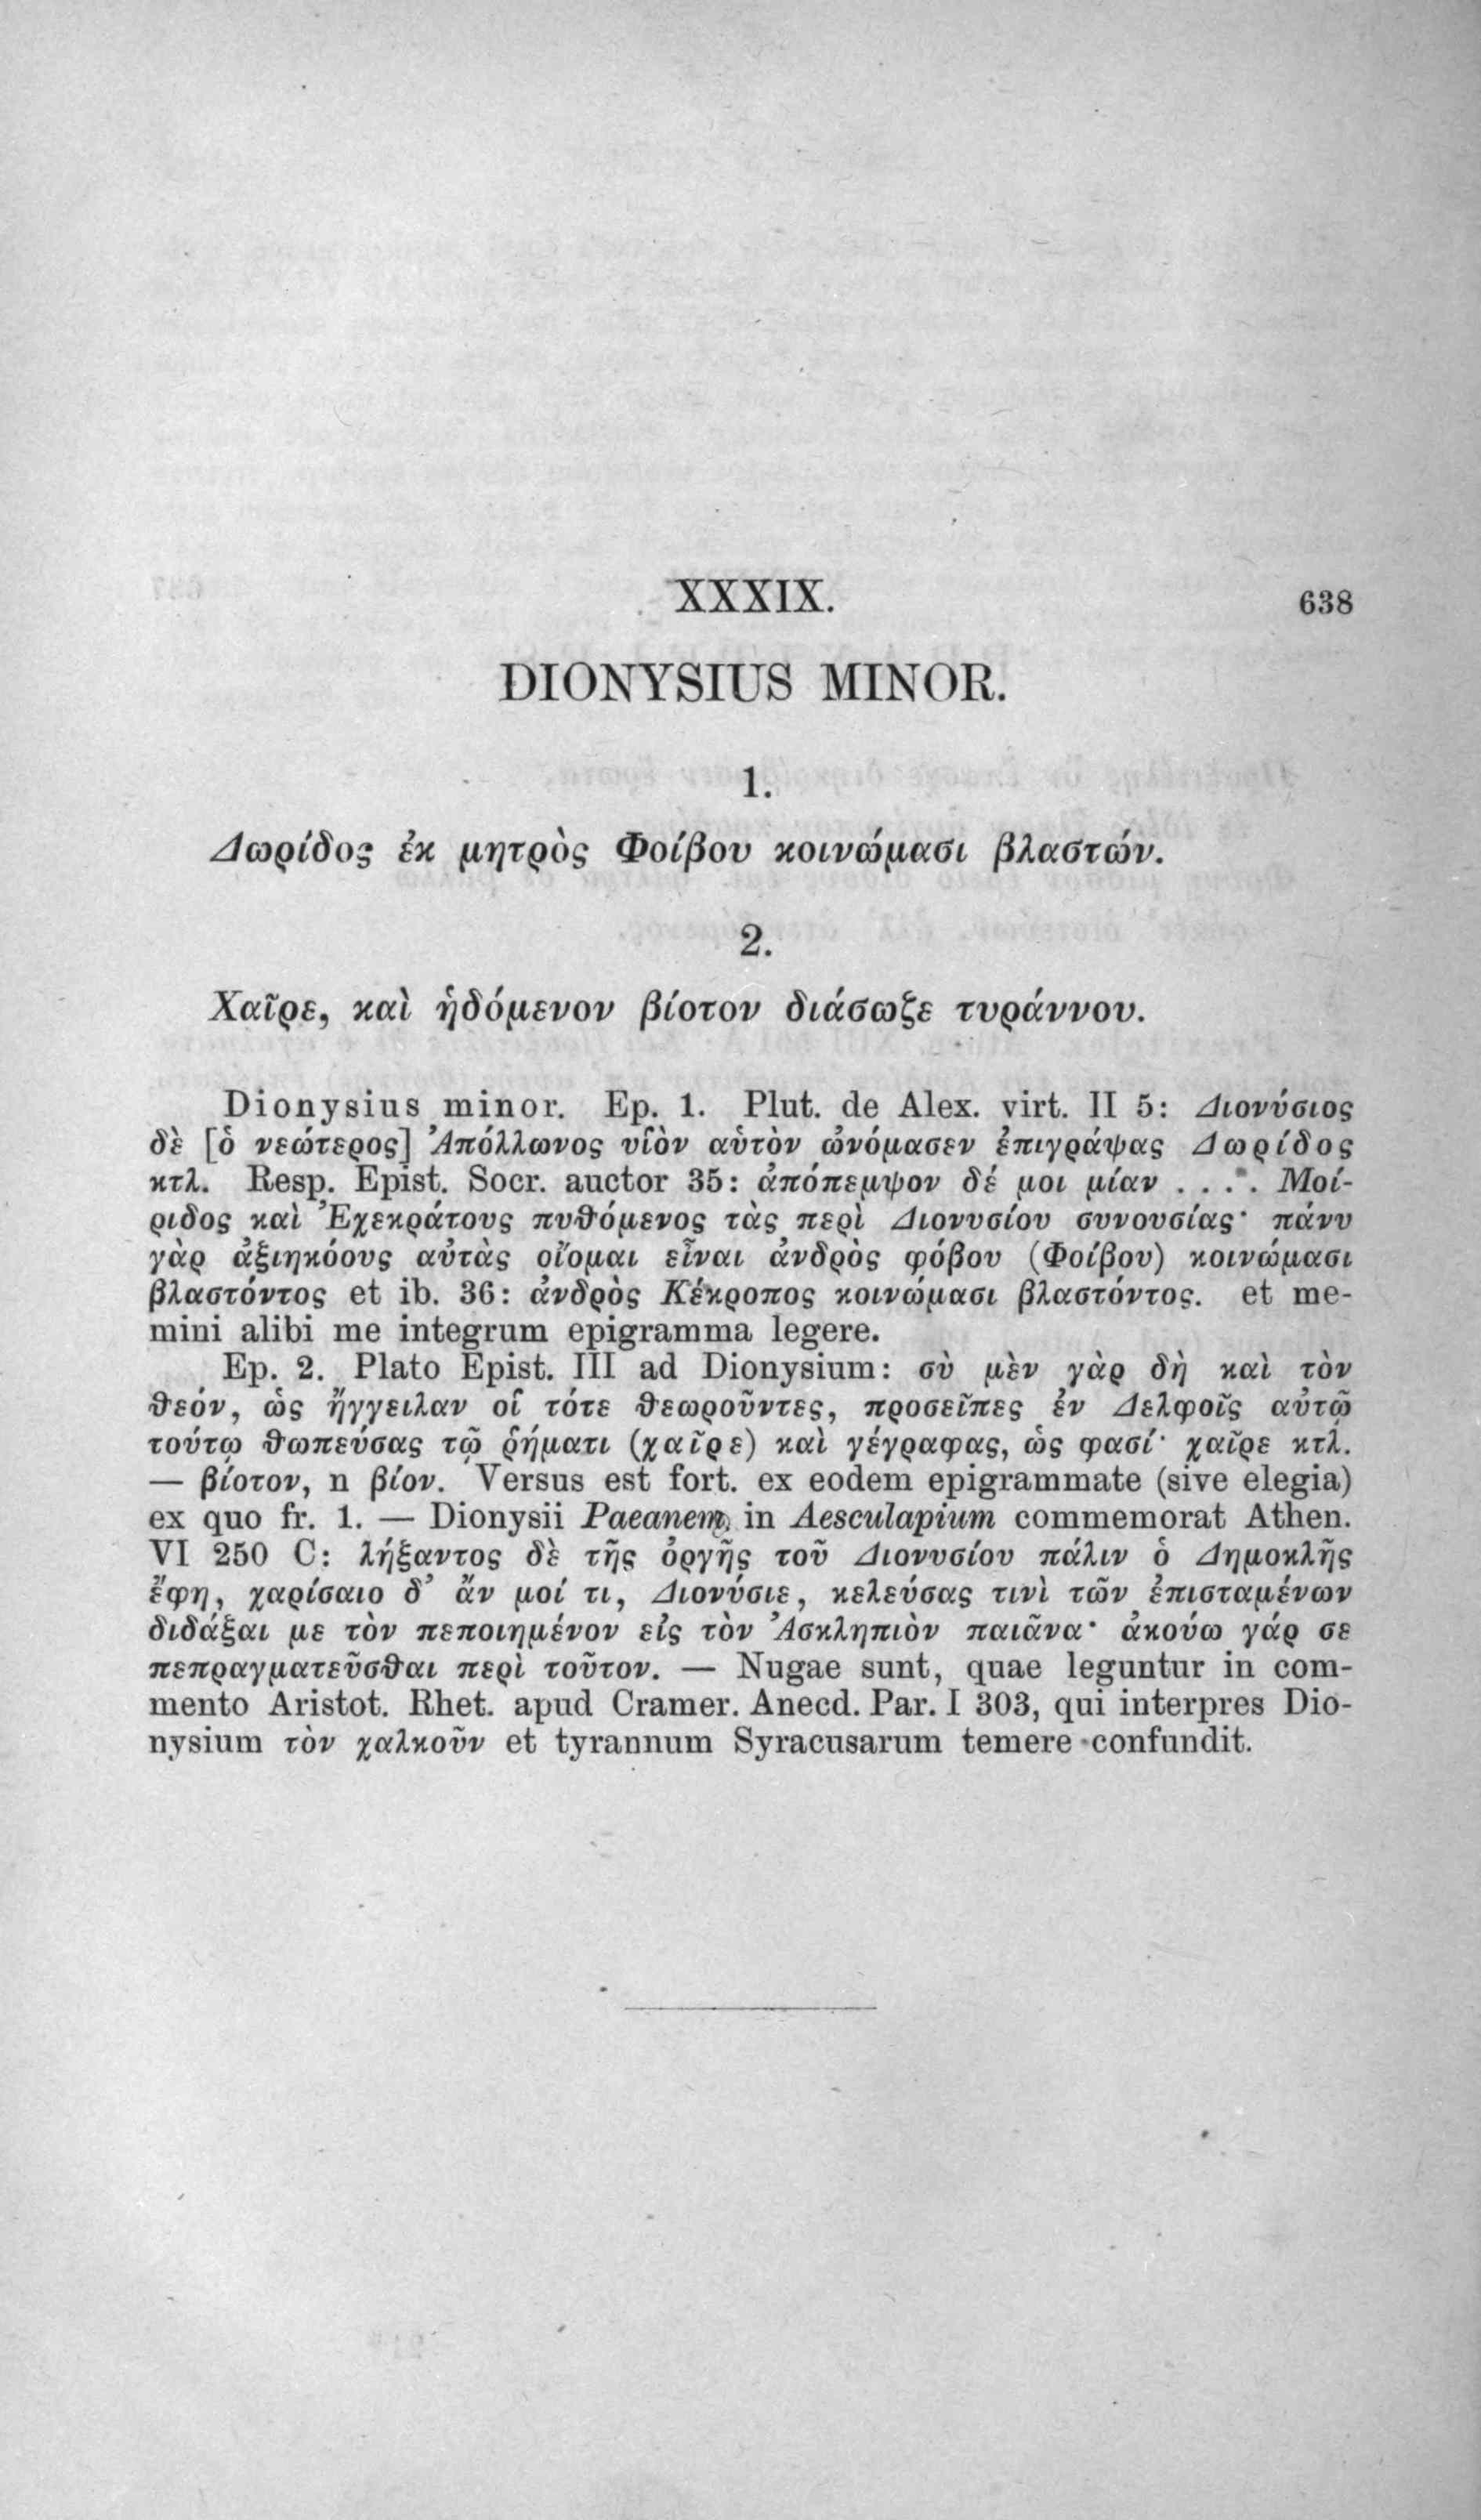 XXXIX. 638
DIONYSIUS MINOR.
1.
Δωρίδος ἐκ μητρὸς Φοίβου κοινώμασι βλαστών.
2.
Χαῖρε, καὶ ἡδόμενον βίοτον διάσωζε τυράννου.
Dionysius minor. Ep. 1. Plut. de Alex. virt. II 5: Διονύσιος
δὲ [ὁ νεώτερος] Ἀπόλλωνος υἱὸν αὑτὸν ὠνόμασεν ἐπιγράψας Δωρίδος
κτλ. Resp. Epist. Socr. auctor 35: ἀπόπεμψον δέ μοι μίαν .... Μοί-
ριδος καὶ Ἐχεκράτους πυθόμενος τὰς περὶ Διονυσίου συνουσίας· πάνυ
γὰρ ἀξιηκόους αὐτὰς οἴομαι εἶναι ἀνδρὸς φόβου (Φοίβου) κοινώμασι
βλαστόντος et ib. 36: ἀνδρὸς Κέκροπος κοινώμασι βλαστόντος. et me-
mini alibi me integrum epigramma legere.
Ep. 2. Plato Epist. III ad Dionysium: σὺ μὲν γὰρ δὴ καὶ τὸν
θεόν, ὡς ἤγγειλαν οἱ τότε θεωροῦντες, προσεῖπες ἐν Δελφοῖς αὐτῷ
τούτῳ θωπεύσας τῷ ῥήματι (χαῖρε) καὶ γέγραφας, ὡς φασί· χαῖρε κτλ.
— βίοτον, n βίον. Versus est fort. ex eodem epigrammate (sive elegia)
ex quo fr. 1. — Dionysii Paeanem in Aesculapium commemorat Athen.
VI 250 C: λήξαντος δὲ τῆς ὀργῆς τοῦ Διονυσίου πάλιν ὁ Δημοκλῆς
ἔφη, χαρίσαιο δ’ ἄν μοί τι, Διονύσιε, κελεύσας τινὶ τῶν ἐπισταμένων
διδάξαι με τὸν πεποιημένον εἰς τὸν Ἀσκληπιὸν παιᾶνα· ἀκούω γάρ σε
πεπραγματεῦσθαι περὶ τοῦτον. — Nugae sunt, quae leguntur in com-
mento Aristot. Rhet. apud Cramer. Anecd. Par. I 303, qui interpres Dio-
nysium τὸν χαλκοῦν et tyrannum Syracusarum temere confundit.